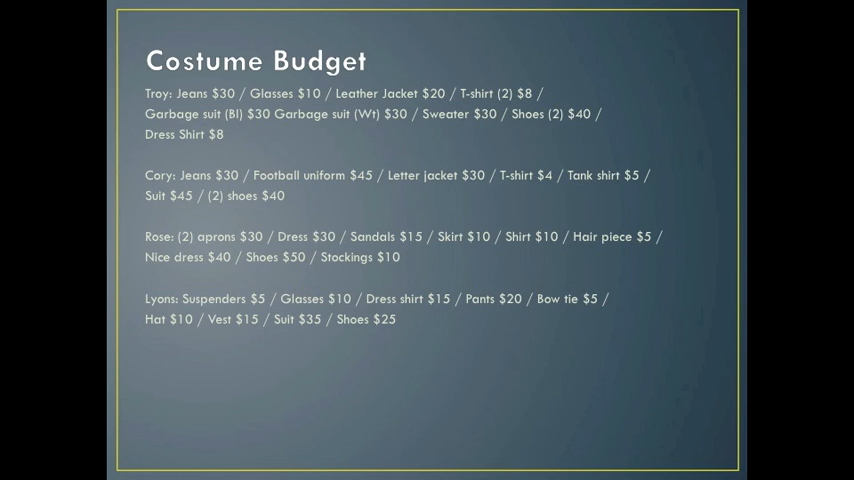 Costume Budget
Troy: Jeans $30 / Glasses $10 / Leather Jacket $20 / T-shirt (2) $8 /
Garbage suit (Bl) $30 Garbage suit (Wt) $30 / Sweater $30 / Shoes (2) $40 /
Dress Shirt $8
Cory: Jeans $30 / Football uniform $45 / Letter jacket $30 / T-shirt $4 / Tank shirt $5 /
Suit $45 / (2) shoes $40
Rose: (2) aprons $30 / Dress $30 / Sandals $15 / Skirt $10 / Shirt $10 / Hair piece $5 /
Nice dress $40 / Shoes $50 / Stockings $10
Lyons: Suspenders $5 / Glasses $10 / Dress shirt $15 / Pants $20 / Bow tie $5 /
Hat $10 / Vest $15 / Suit $35 / Shoes $25